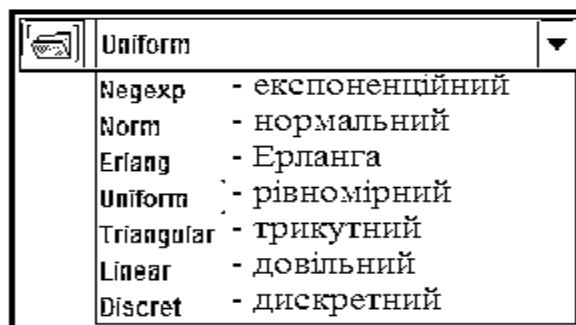 Uniform
Negexp - експоненційний
Norm - нормальний
Erlang - Ерланга
Uniform - рівномірний
Triangular - трикутний
Linear - довільний
Discret - дискретний